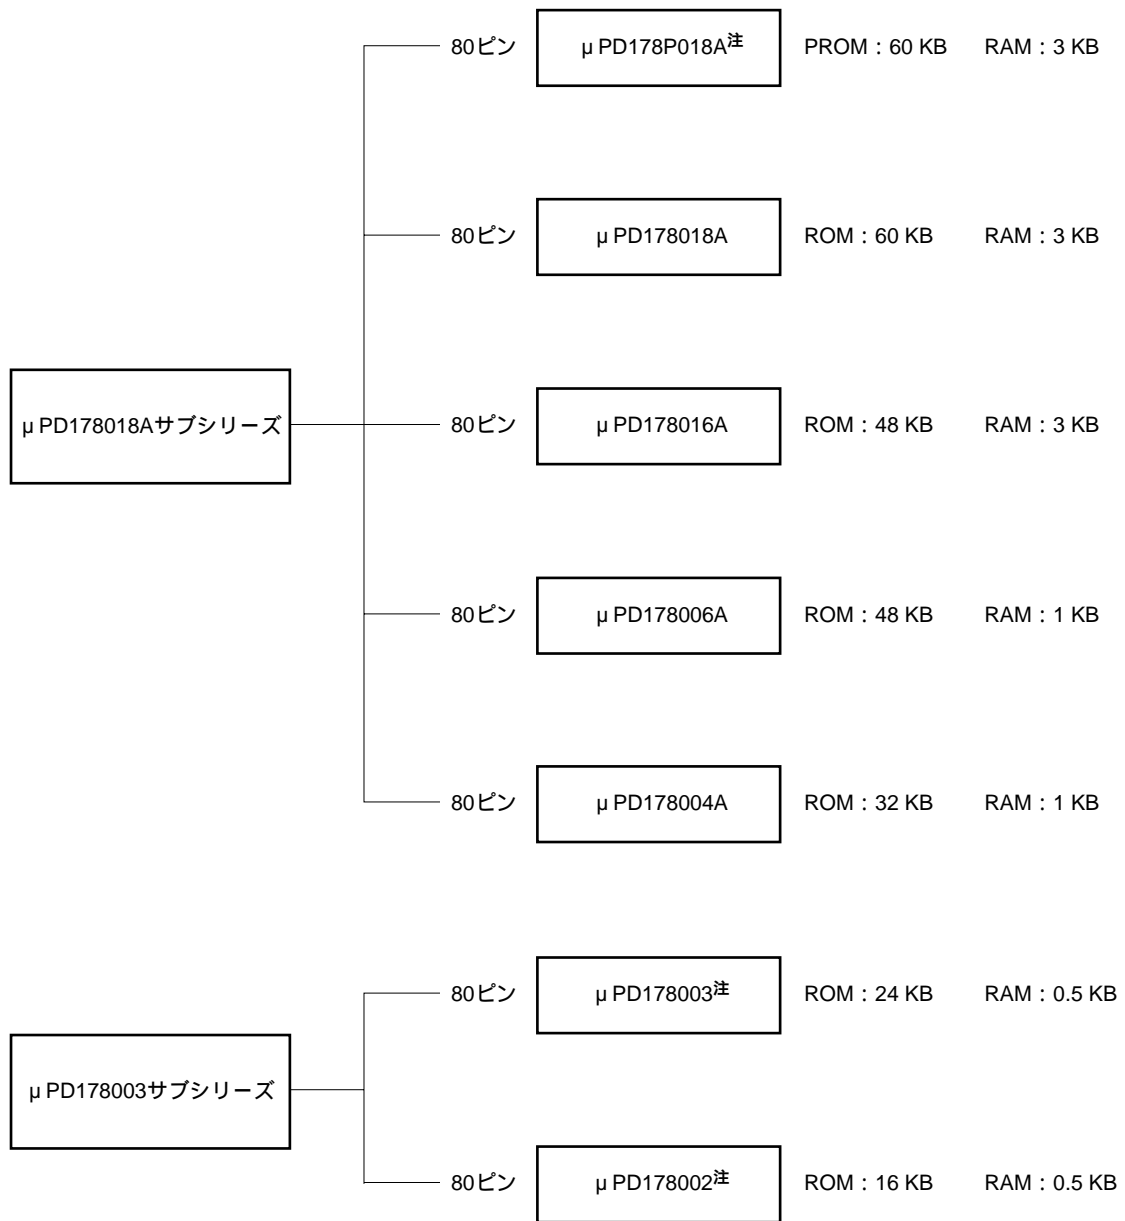 80ピン μPD178P018A注 PROM：60 KB RAM：3 KB
80ピン μPD178018A ROM：60 KB RAM：3 KB
μPD178018Aサブシリーズ 80ピン μPD178016A ROM：48 KB RAM：3 KB
80ピン μPD178006A ROM：48 KB RAM：1 KB
80ピン μPD178004A ROM：32 KB RAM：1 KB
80ピン μPD178003注 ROM：24 KB RAM：0.5 KB
μPD178003サブシリーズ
80ピン μPD178002注 ROM：16 KB RAM：0.5 KB